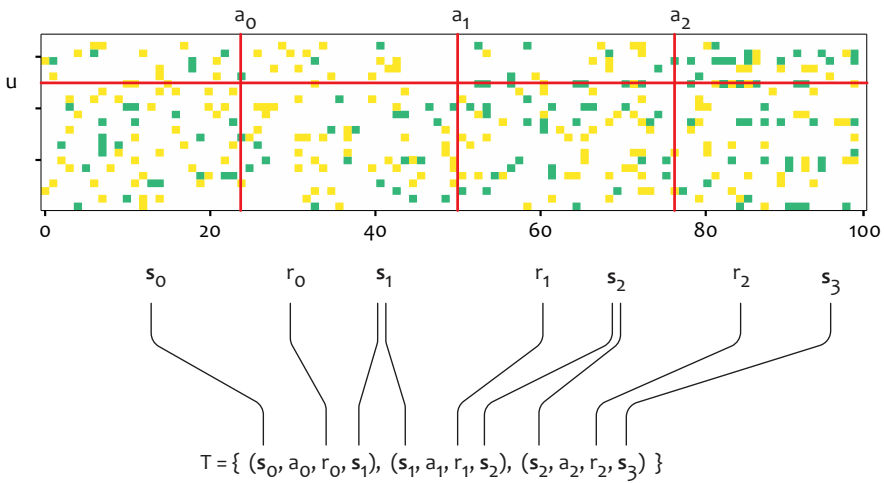 a₀ a₁ a₂
u
0 20 40 60 80 100
s₀ r₀ s₁ r₁ s₂ r₂ s₃
T = { (s₀, a₀, r₀, s₁), (s₁, a₁, r₁, s₂), (s₂, a₂, r₂, s₃) }